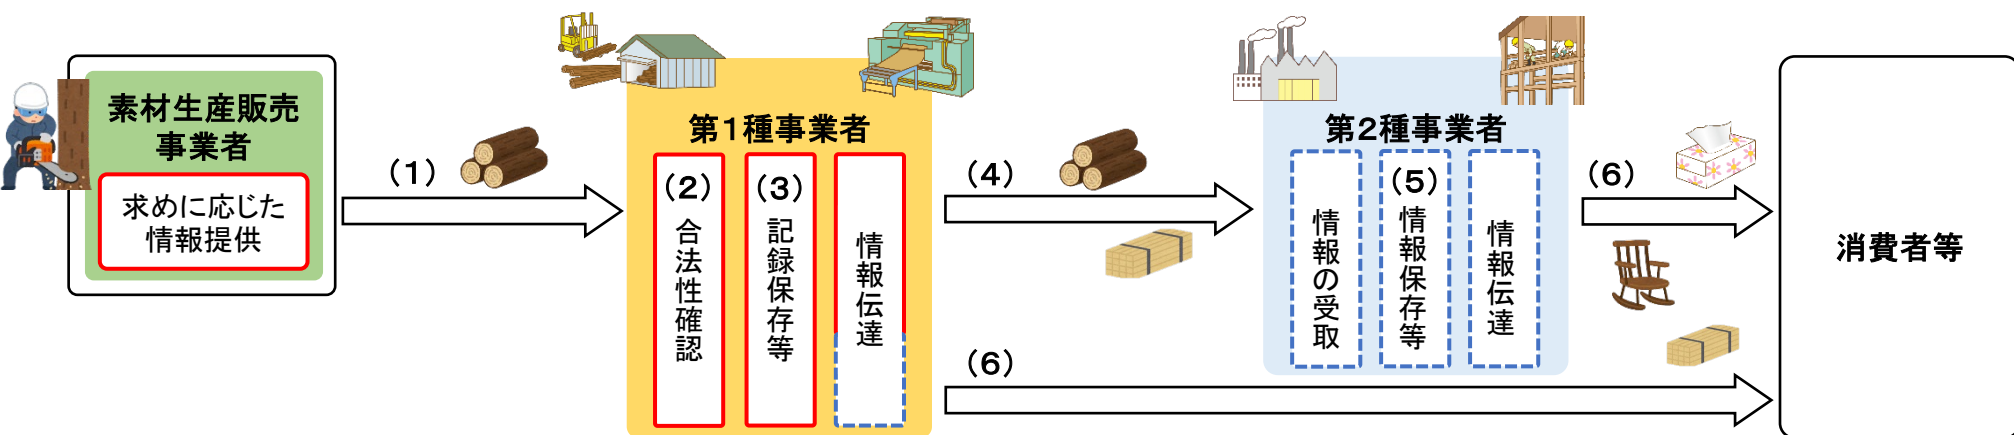 素材生産販売
事業者
求めに応じた
情報提供
（1）
第1種事業者
（2）
合法性確認
（3）
記録保存等
情報伝達
（4）
（6）
第2種事業者
情報の受取
（5）
情報保存等
情報伝達
（6）
消費者等